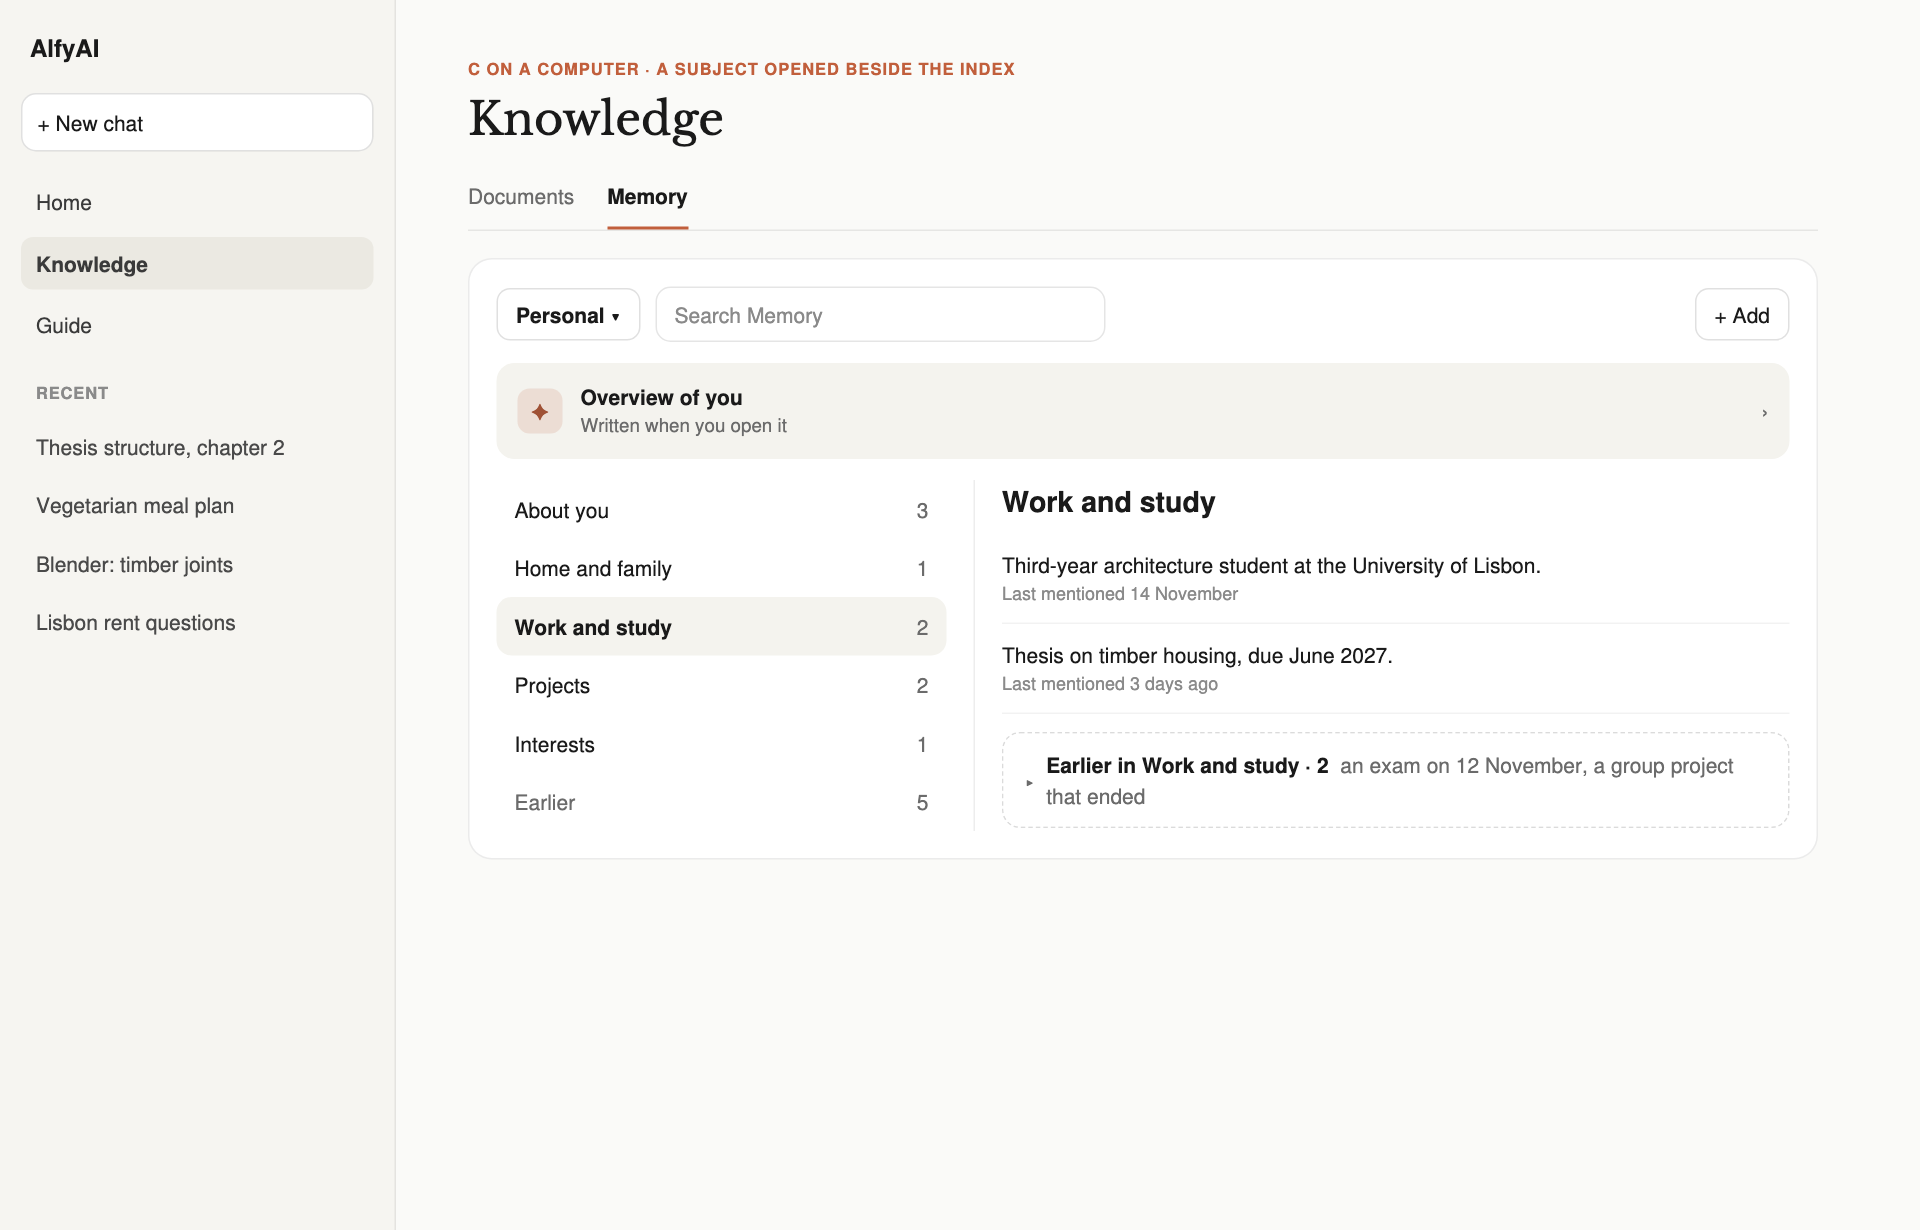 AlfyAI
+ New chat
Home
Knowledge
Guide
RECENT
Thesis structure, chapter 2
Vegetarian meal plan
Blender: timber joints
Lisbon rent questions
C ON A COMPUTER · A SUBJECT OPENED BESIDE THE INDEX
Knowledge
Documents
Memory
Personal ▾
Search Memory
+ Add
Overview of you
Written when you open it
About you 3
Home and family 1
Work and study 2
Projects 2
Interests 1
Earlier 5
Work and study
Third-year architecture student at the University of Lisbon.
Last mentioned 14 November
Thesis on timber housing, due June 2027.
Last mentioned 3 days ago
Earlier in Work and study · 2 an exam on 12 November, a group project
that ended